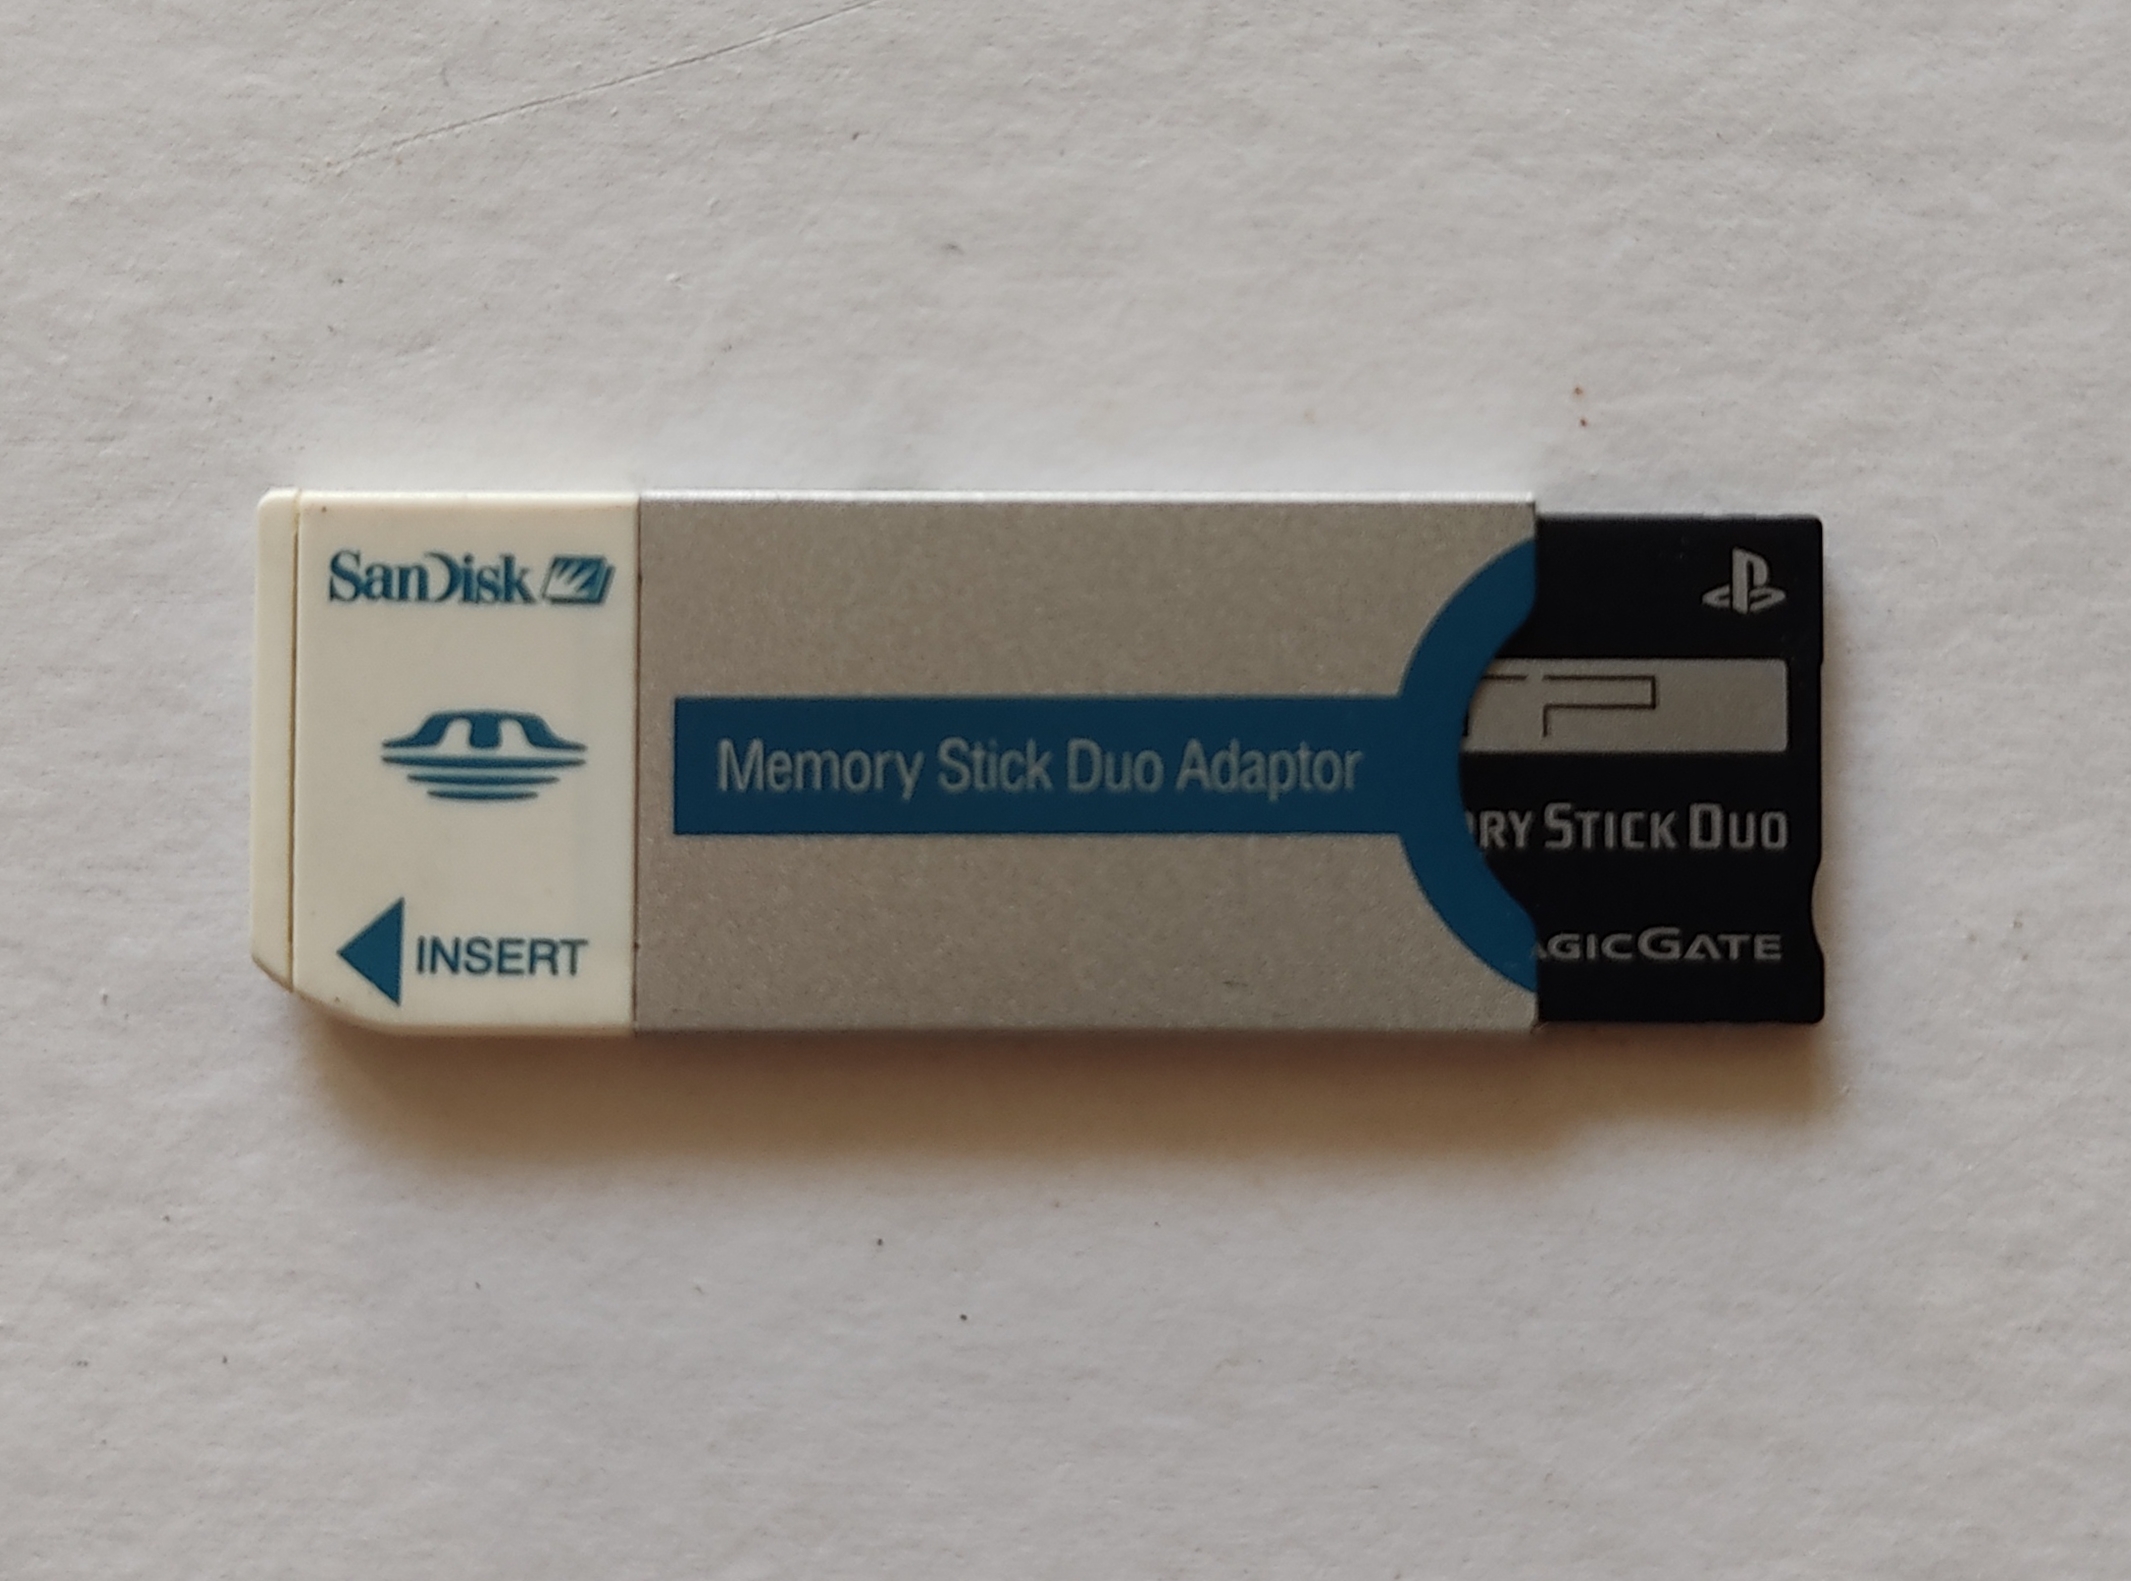 SanDisk
INSERT
Memory Stick Duo Adaptor
RY STICK DUO
AGICGATE